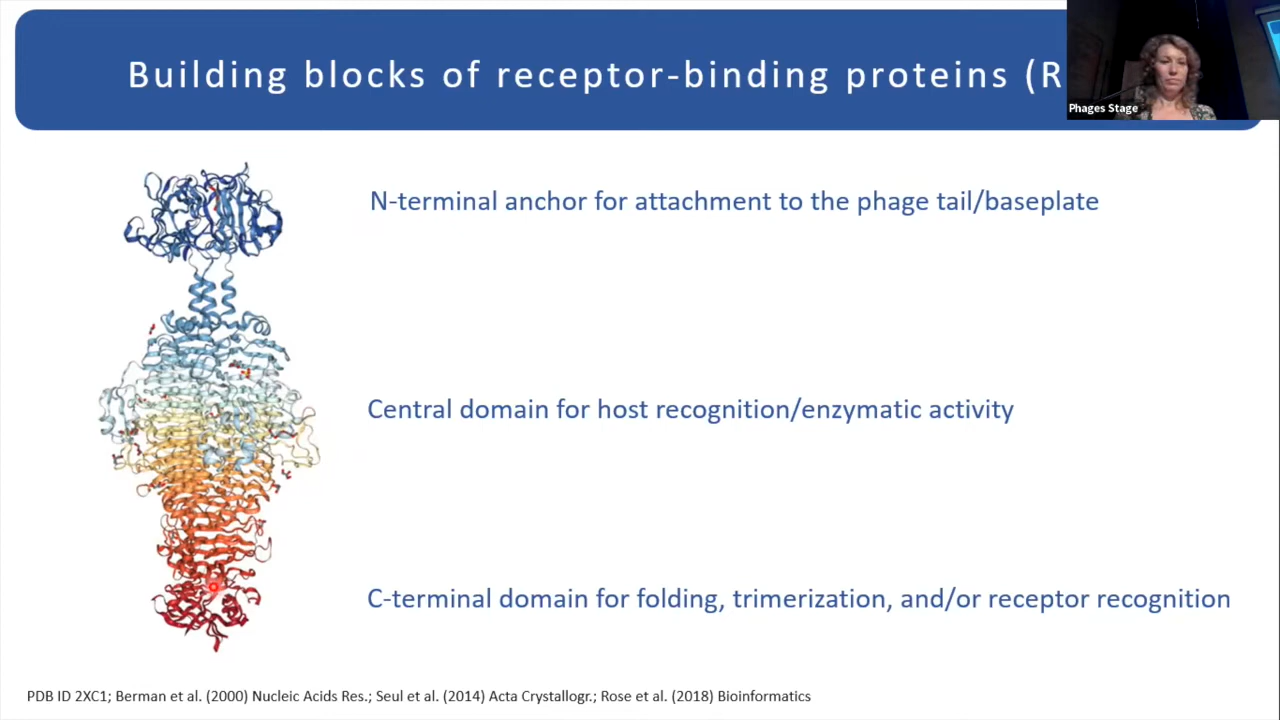 Building blocks of receptor-binding proteins (R
Phages Stage
N-terminal anchor for attachment to the phage tail/baseplate
Central domain for host recognition/enzymatic activity
C-terminal domain for folding, trimerization, and/or receptor recognition
PDB ID 2XC1; Berman et al. (2000) Nucleic Acids Res.; Seul et al. (2014) Acta Crystallogr.; Rose et al. (2018) Bioinformatics